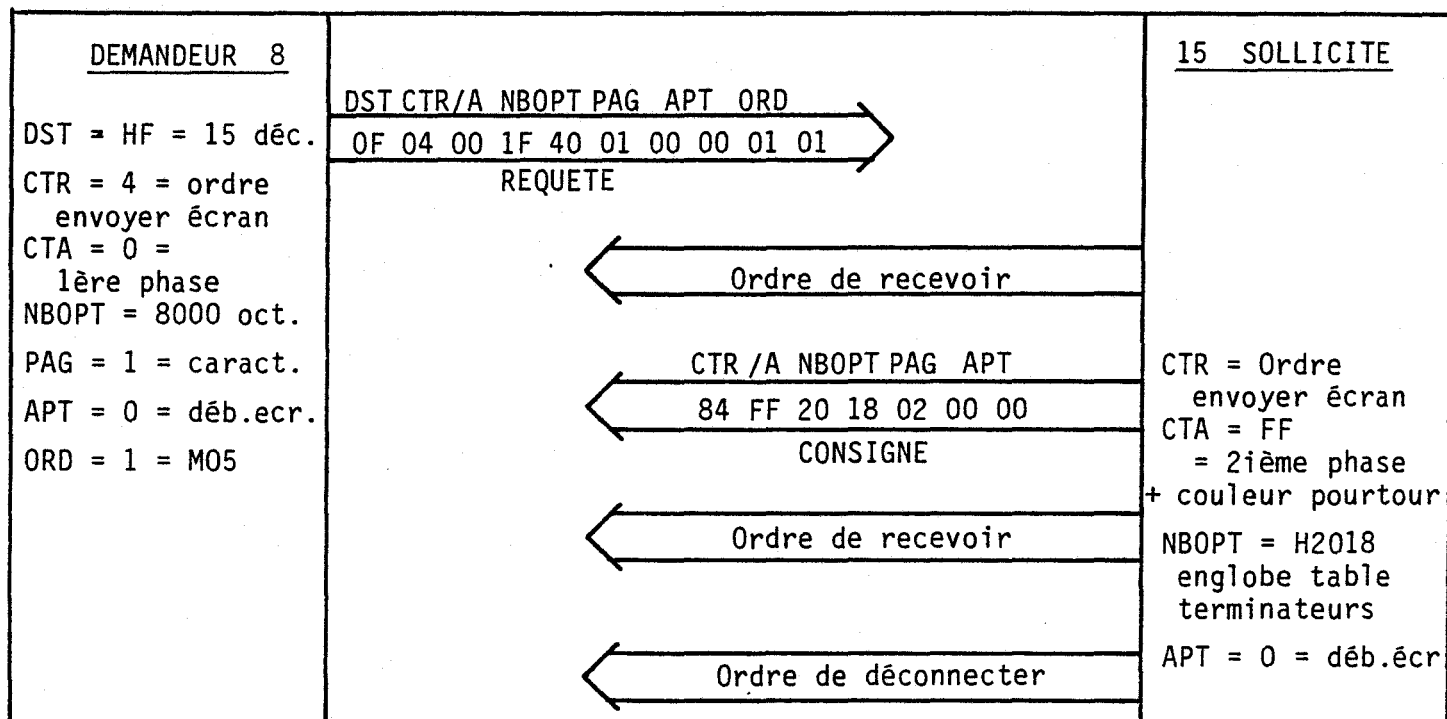 DEMANDEUR 8
DST = HF = 15 déc.
CTR = 4 = ordre
envoyer écran
CTA = 0 =
1ère phase
NBOPT = 8000 oct.
PAG = 1 = caract.
APT = 0 = déb.ecr.
ORD = 1 = MO5
DST CTR/A NBOPT PAG APT ORD
0F 04 00 1F 40 01 00 00 01 01
REQUETE
Ordre de recevoir
CTR /A NBOPT PAG APT
84 FF 20 18 02 00 00
CONSIGNE
Ordre de recevoir
Ordre de déconnecter
15 SOLLICITE
CTR = Ordre
envoyer écran
CTA = FF
= 2ième phase
+ couleur pourtour
NBOPT = H2018
englobe table
terminateurs
APT = 0 = déb.écr